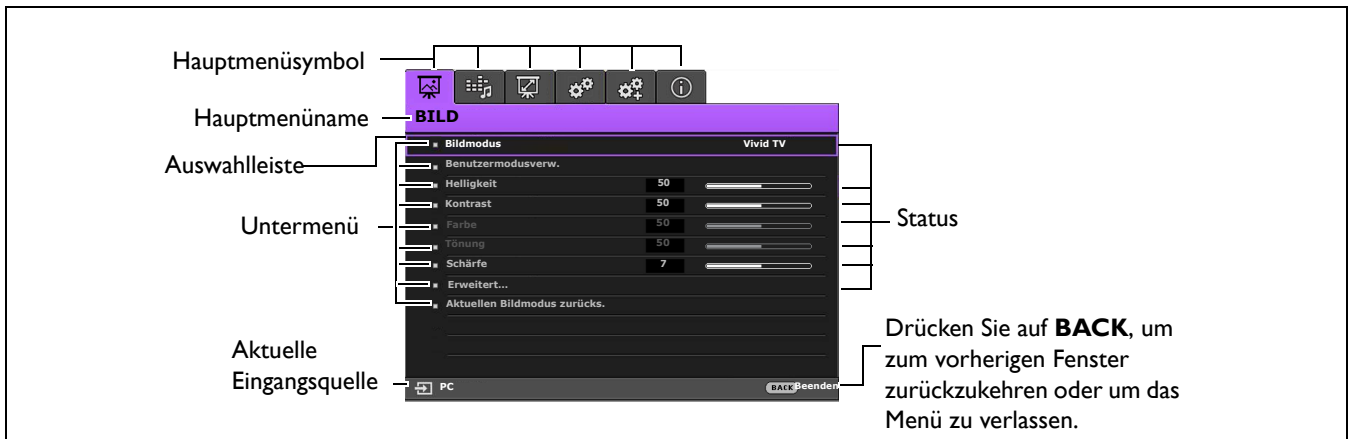 Hauptmenüsymbol
Hauptmenüname
BILD
Auswahlleiste
Bildmodus Vivid TV
Benutzermodusverw.
Helligkeit 50
Kontrast 50
Untermenü
Farbe 50
Status
Tönung 50
Schärfe 7
Erweitert...
Aktuellen Bildmodus zurücks.
Aktuelle
Eingangsquelle
PC
BACK Beenden
Drücken Sie auf BACK, um
zum vorherigen Fenster
zurückzukehren oder um das
Menü zu verlassen.